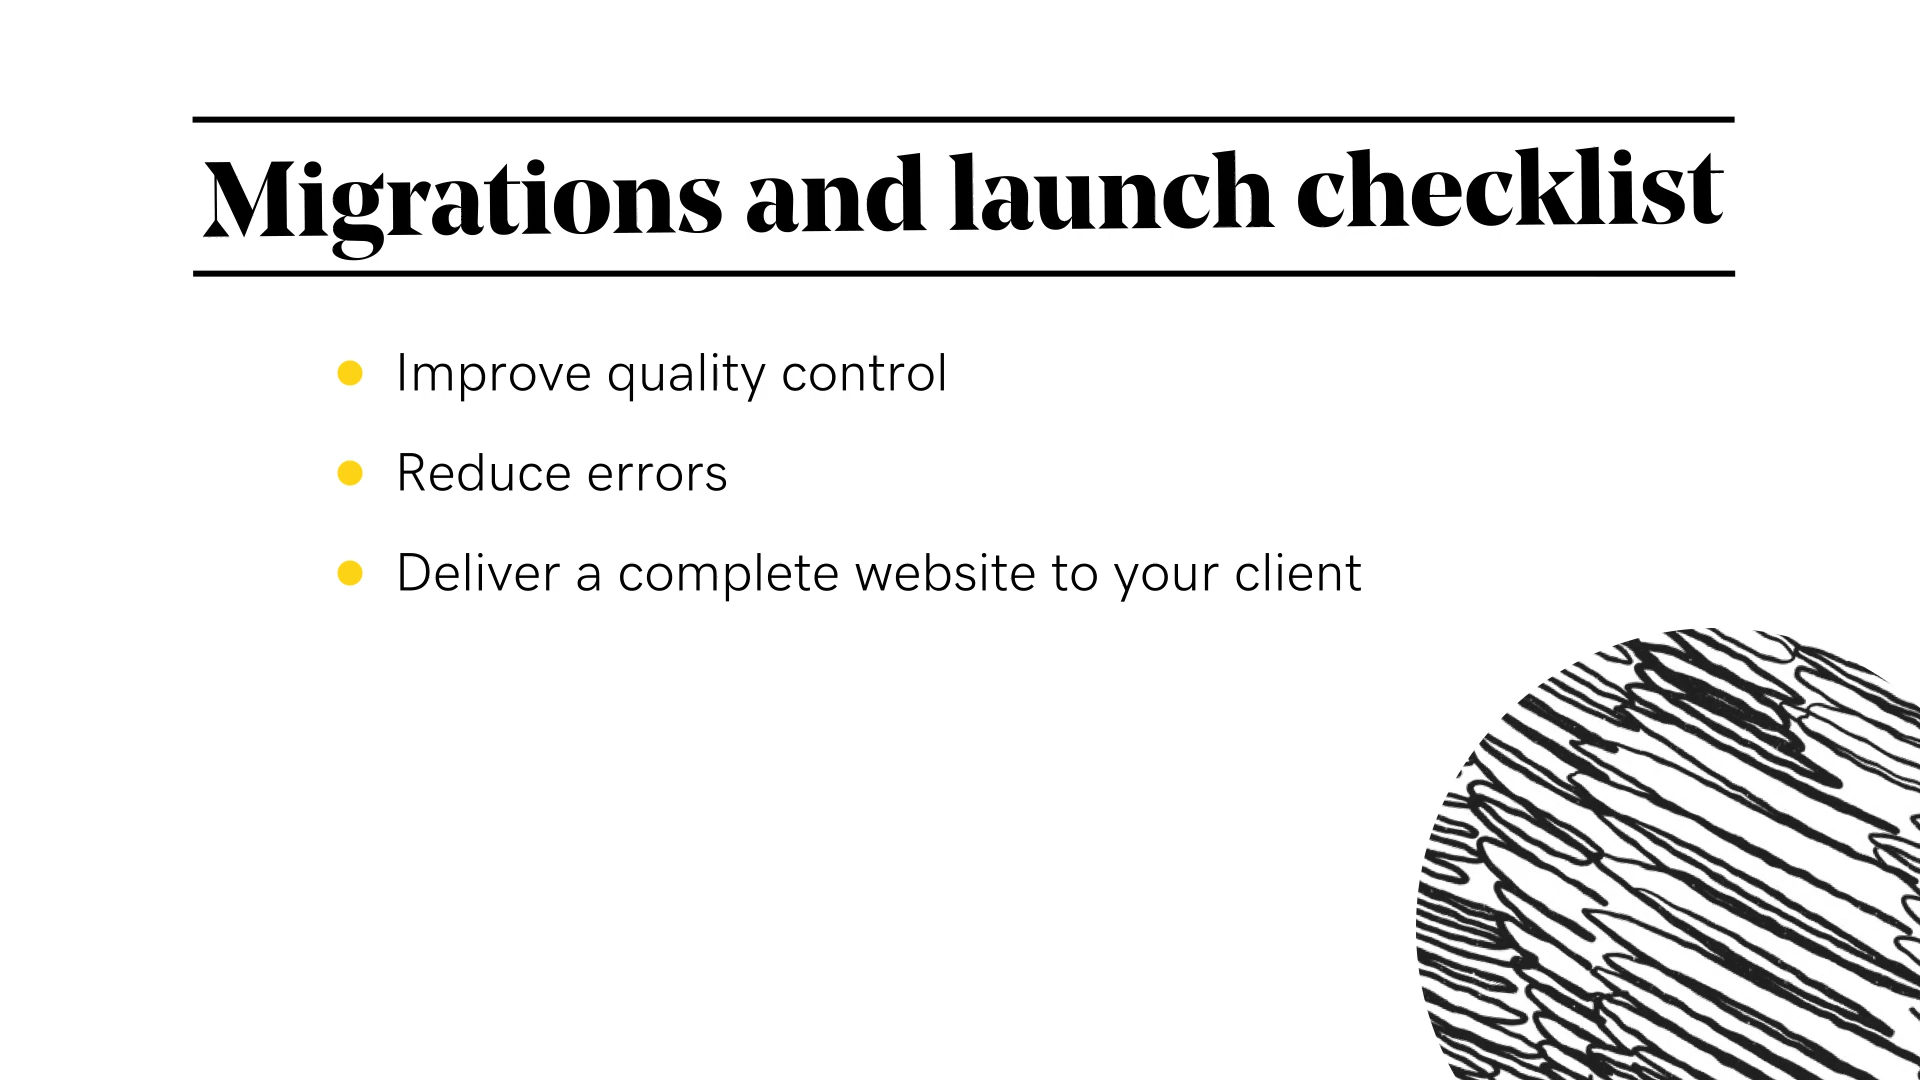 Migrations and launch checklist
Improve quality control
Reduce errors
Deliver a complete website to your client